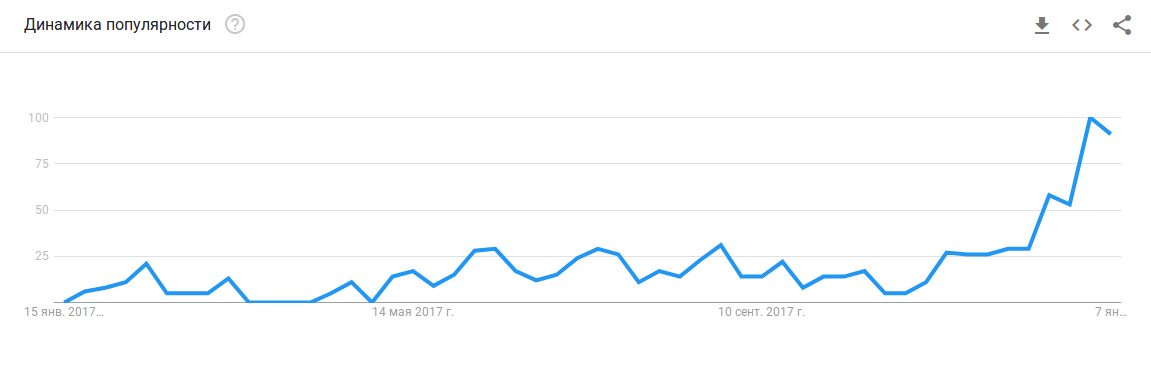 Динамика популярности ?
100
75
50
25
15 янв. 2017…
14 мая 2017 г.
10 сент. 2017 г.
7 ян…